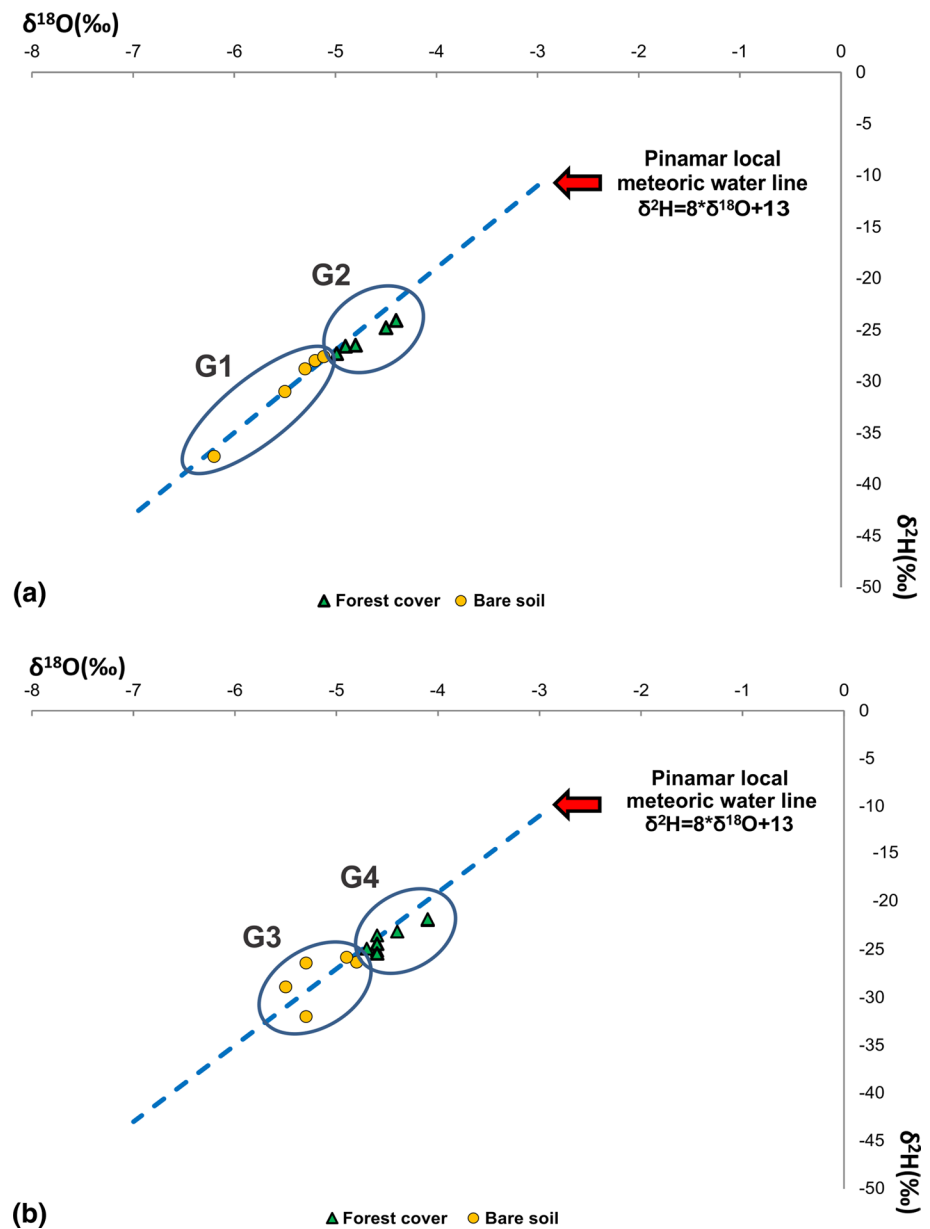 δ¹⁸O(‰)
-8 -7 -6 -5 -4 -3 -2 -1 0
0
-5
Pinamar local
-10
meteoric water line
δ²H=8*δ¹⁸O+13
-15
G2
-20
-25
G1
-30
-35
-40
δ²H(‰)
-45
-50
(a)
Forest cover Bare soil
δ¹⁸O(‰)
-8 -7 -6 -5 -4 -3 -2 -1 0
0
-5
Pinamar local
-10
meteoric water line
δ²H=8*δ¹⁸O+13
-15
G4
-20
G3
-25
-30
-35
-40
δ²H(‰)
-45
-50
(b)
Forest cover Bare soil